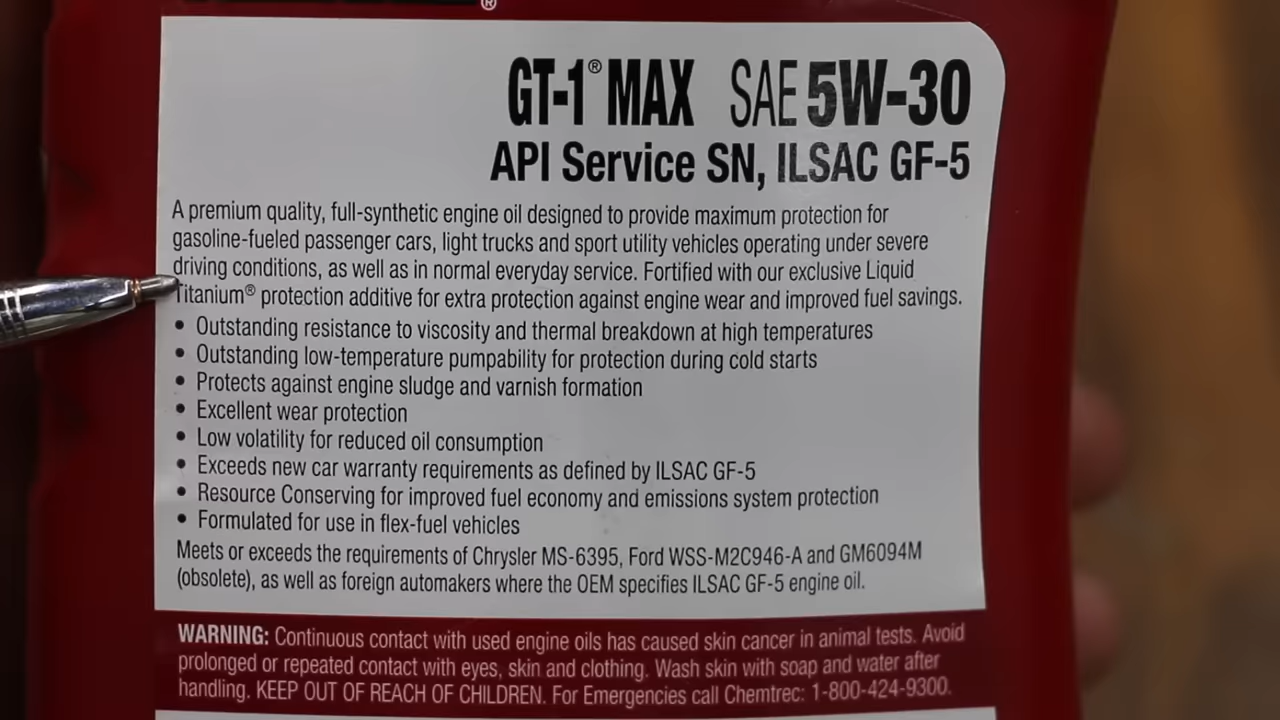 ®
GT-1® MAX SAE 5W-30
API Service SN, ILSAC GF-5
A premium quality, full-synthetic engine oil designed to provide maximum protection for
gasoline-fueled passenger cars, light trucks and sport utility vehicles operating under severe
driving conditions, as well as in normal everyday service. Fortified with our exclusive Liquid
Titanium® protection additive for extra protection against engine wear and improved fuel savings.
• Outstanding resistance to viscosity and thermal breakdown at high temperatures
• Outstanding low-temperature pumpability for protection during cold starts
• Protects against engine sludge and varnish formation
• Excellent wear protection
• Low volatility for reduced oil consumption
• Exceeds new car warranty requirements as defined by ILSAC GF-5
• Resource Conserving for improved fuel economy and emissions system protection
• Formulated for use in flex-fuel vehicles
Meets or exceeds the requirements of Chrysler MS-6395, Ford WSS-M2C946-A and GM6094M
(obsolete), as well as foreign automakers where the OEM specifies ILSAC GF-5 engine oil.
WARNING: Continuous contact with used engine oils has caused skin cancer in animal tests. Avoid
prolonged or repeated contact with eyes, skin and clothing. Wash skin with soap and water after
handling. KEEP OUT OF REACH OF CHILDREN. For Emergencies call Chemtrec: 1-800-424-9300.